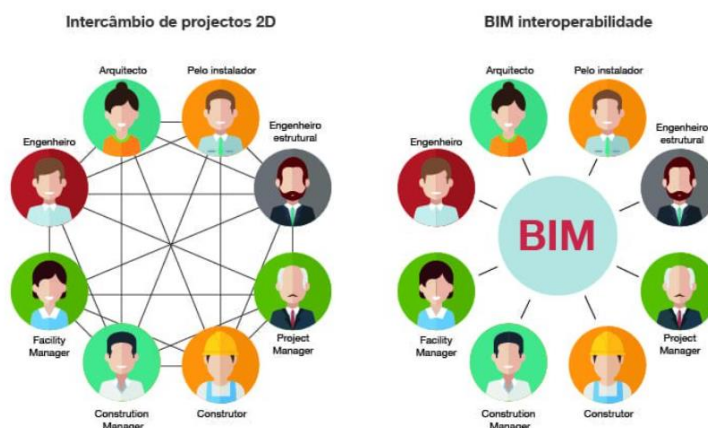 Intercâmbio de projectos 2D
Arquitecto
Pelo instalador
Engenheiro
Engenheiro
estrutural
Facility
Manager
Project
Manager
Constrution
Manager
Construtor
BIM interoperabilidade
Arquitecto
Pelo instalador
Engenheiro
Engenheiro
estrutural
BIM
Facility
Manager
Project
Manager
Constrution
Manager
Construtor